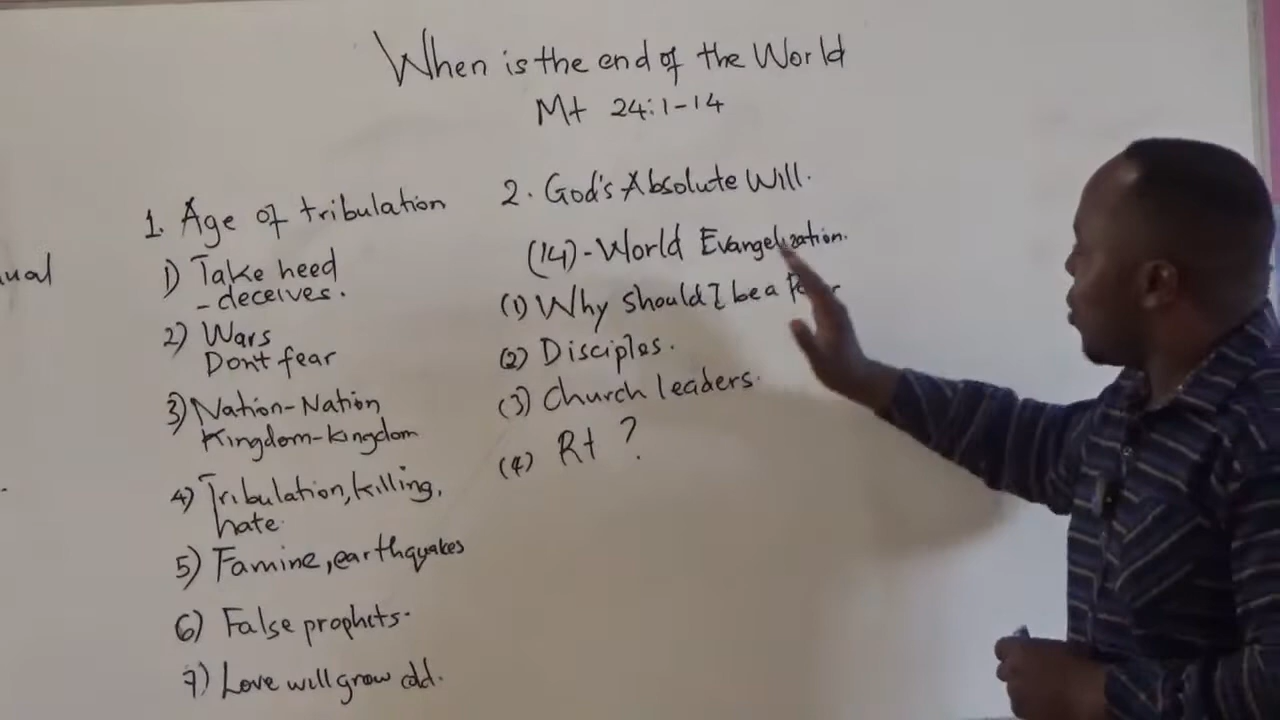 When is the end of the World
Mt 24:1-14
1. Age of tribulation
1) Take heed
- deceives.
2) Wars
Don't fear
3) Nation-Nation
Kingdom-kingdom
4) Tribulation, killing,
hate.
5) Famine, earthquakes
6) False prophets.
7) Love will grow cold.
2. God's Absolute Will.
(14) - World Evangelization.
(1) Why should I be a
(2) Disciples.
(3) Church leaders.
(4) Rt ?